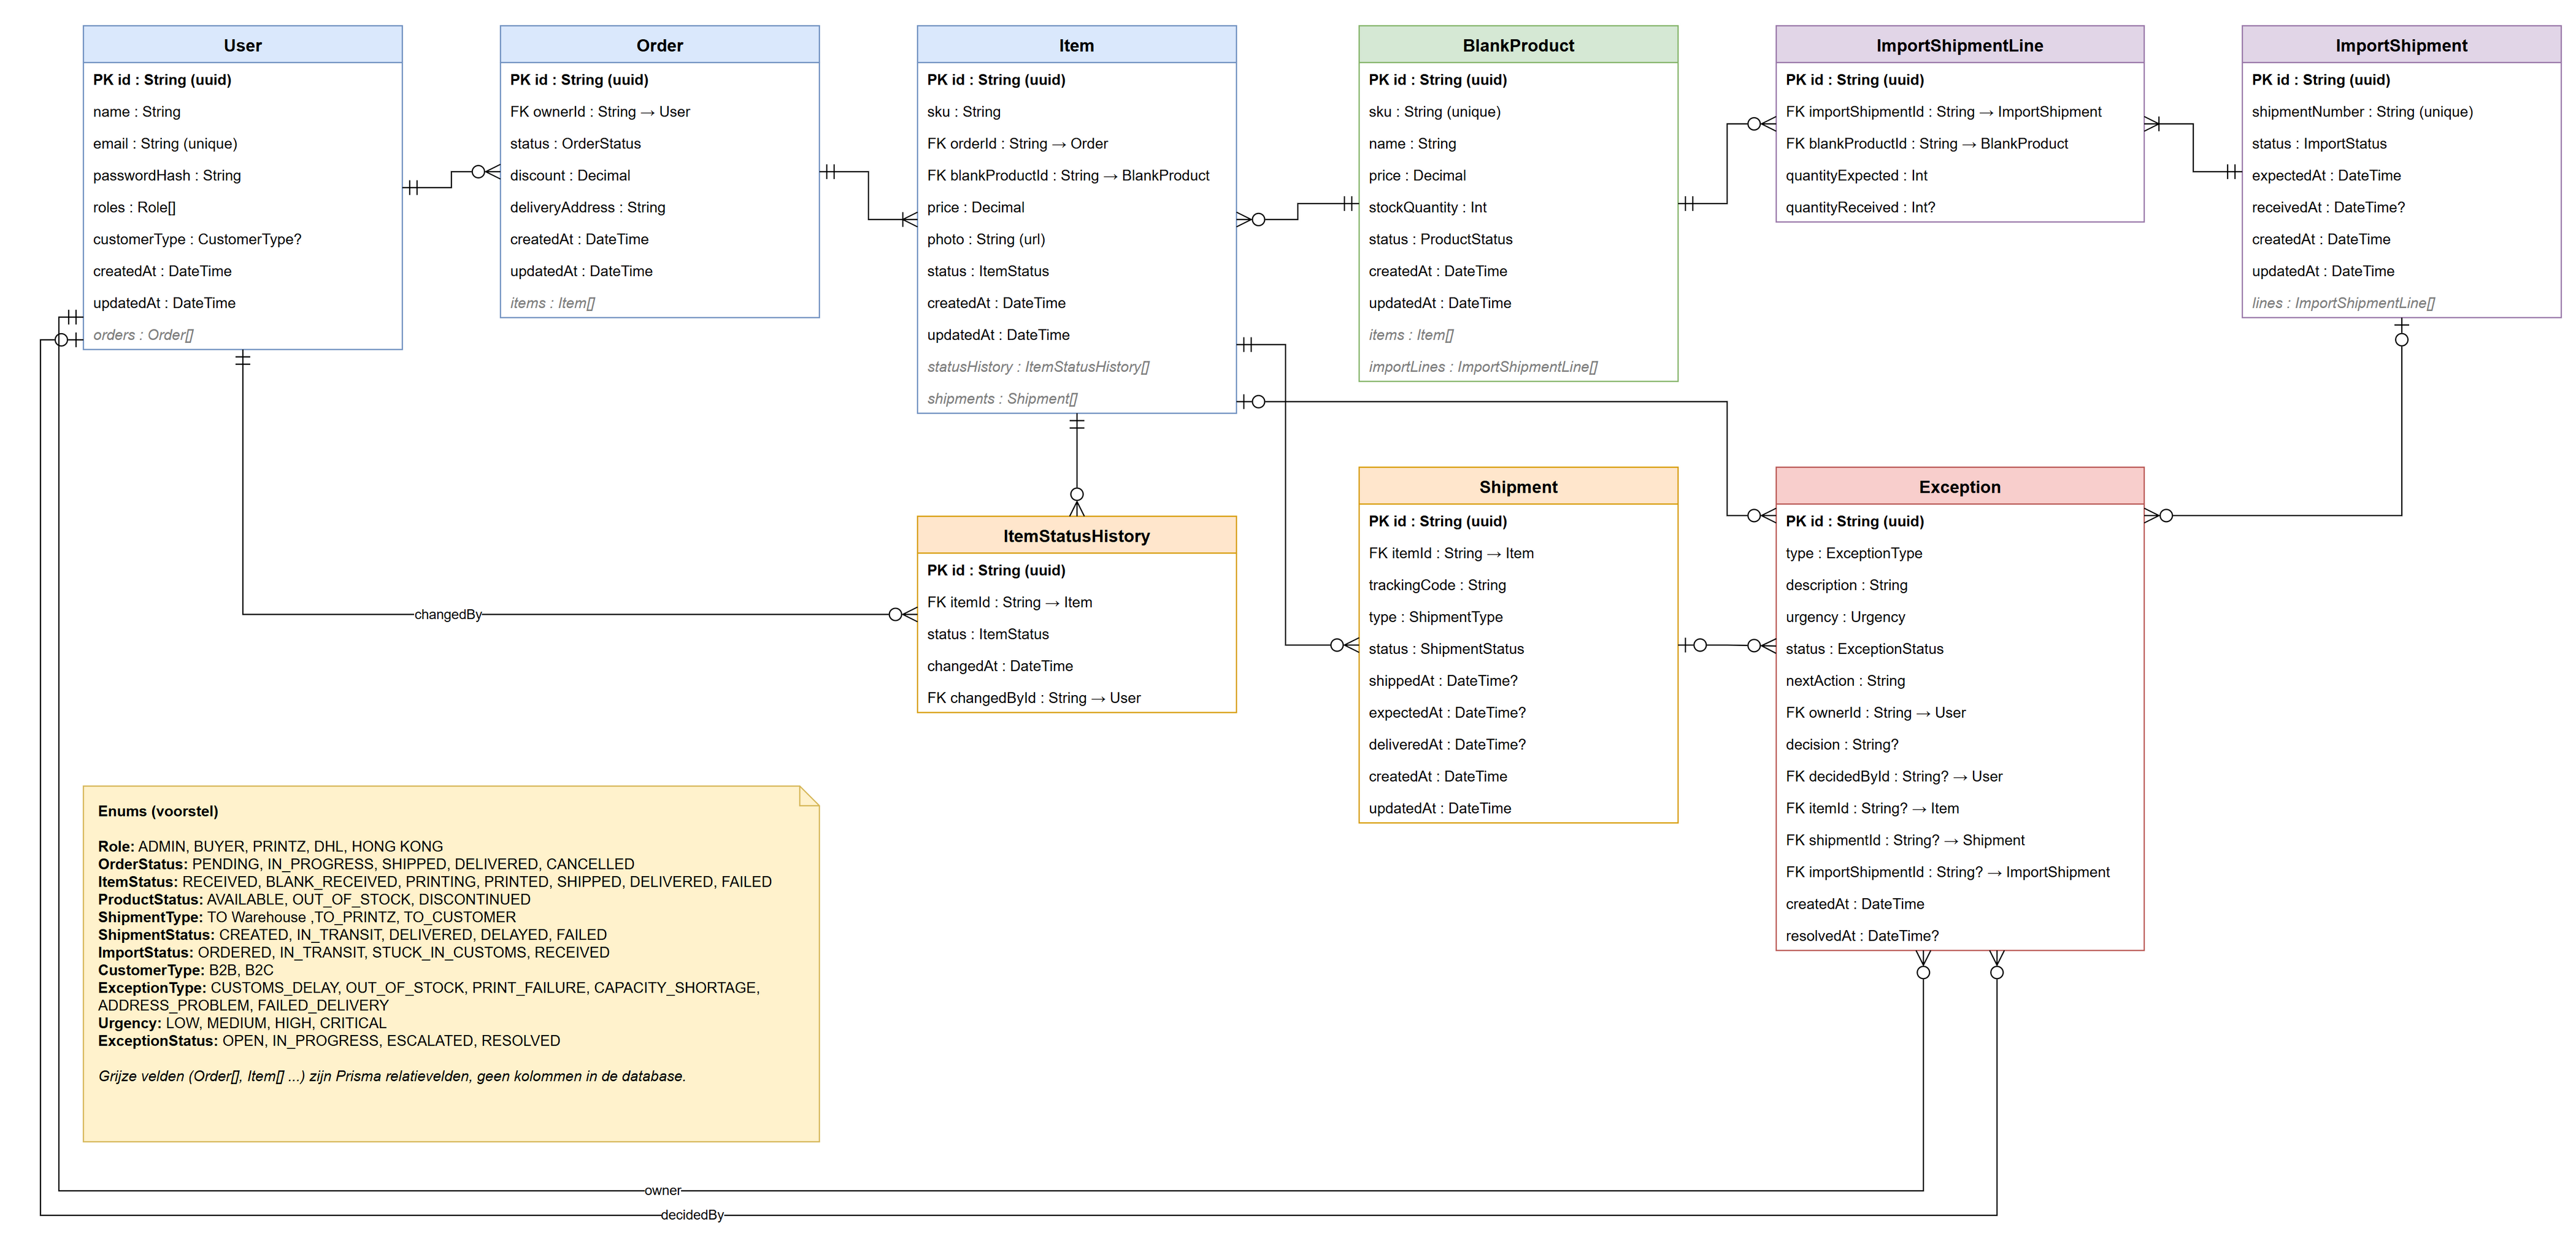 User
PK id : String (uuid)
name : String
email : String (unique)
passwordHash : String
roles : Role[]
customerType : CustomerType?
createdAt : DateTime
updatedAt : DateTime
orders : Order[]
Order
PK id : String (uuid)
FK ownerId : String → User
status : OrderStatus
discount : Decimal
deliveryAddress : String
createdAt : DateTime
updatedAt : DateTime
items : Item[]
Item
PK id : String (uuid)
sku : String
FK orderId : String → Order
FK blankProductId : String → BlankProduct
price : Decimal
photo : String (url)
status : ItemStatus
createdAt : DateTime
updatedAt : DateTime
statusHistory : ItemStatusHistory[]
shipments : Shipment[]
BlankProduct
PK id : String (uuid)
sku : String (unique)
name : String
price : Decimal
stockQuantity : Int
status : ProductStatus
createdAt : DateTime
updatedAt : DateTime
items : Item[]
importLines : ImportShipmentLine[]
ImportShipmentLine
PK id : String (uuid)
FK importShipmentId : String → ImportShipment
FK blankProductId : String → BlankProduct
quantityExpected : Int
quantityReceived : Int?
ImportShipment
PK id : String (uuid)
shipmentNumber : String (unique)
status : ImportStatus
expectedAt : DateTime
receivedAt : DateTime?
createdAt : DateTime
updatedAt : DateTime
lines : ImportShipmentLine[]
ItemStatusHistory
PK id : String (uuid)
FK itemId : String → Item
status : ItemStatus
changedAt : DateTime
FK changedById : String → User
changedBy
Shipment
PK id : String (uuid)
FK itemId : String → Item
trackingCode : String
type : ShipmentType
status : ShipmentStatus
shippedAt : DateTime?
expectedAt : DateTime?
deliveredAt : DateTime?
createdAt : DateTime
updatedAt : DateTime
Exception
PK id : String (uuid)
type : ExceptionType
description : String
urgency : Urgency
status : ExceptionStatus
nextAction : String
FK ownerId : String → User
decision : String?
FK decidedById : String? → User
FK itemId : String? → Item
FK shipmentId : String? → Shipment
FK importShipmentId : String? → ImportShipment
createdAt : DateTime
resolvedAt : DateTime?
Enums (voorstel)
Role: ADMIN, BUYER, PRINTZ, DHL, HONG KONG
OrderStatus: PENDING, IN_PROGRESS, SHIPPED, DELIVERED, CANCELLED
ItemStatus: RECEIVED, BLANK_RECEIVED, PRINTING, PRINTED, SHIPPED, DELIVERED, FAILED
ProductStatus: AVAILABLE, OUT_OF_STOCK, DISCONTINUED
ShipmentType: TO Warehouse ,TO_PRINTZ, TO_CUSTOMER
ShipmentStatus: CREATED, IN_TRANSIT, DELIVERED, DELAYED, FAILED
ImportStatus: ORDERED, IN_TRANSIT, STUCK_IN_CUSTOMS, RECEIVED
CustomerType: B2B, B2C
ExceptionType: CUSTOMS_DELAY, OUT_OF_STOCK, PRINT_FAILURE, CAPACITY_SHORTAGE,
ADDRESS_PROBLEM, FAILED_DELIVERY
Urgency: LOW, MEDIUM, HIGH, CRITICAL
ExceptionStatus: OPEN, IN_PROGRESS, ESCALATED, RESOLVED
Grijze velden (Order[], Item[] ...) zijn Prisma relatievelden, geen kolommen in de database.
owner
decidedBy